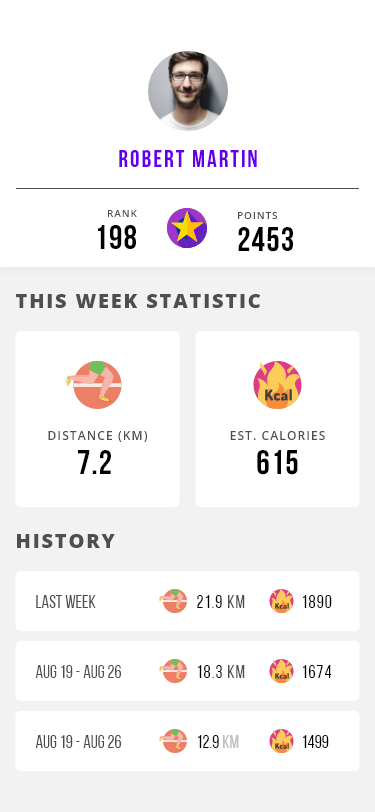 ROBERT MARTIN
RANK
198
POINTS
2453
THIS WEEK STATISTIC
DISTANCE (KM)
7.2
Kcal
EST. CALORIES
615
HISTORY
LAST WEEK 21.9 KM Kcal 1890
AUG 19 - AUG 26 18.3 KM Kcal 1674
AUG 19 - AUG 26 12.9 KM Kcal 1499